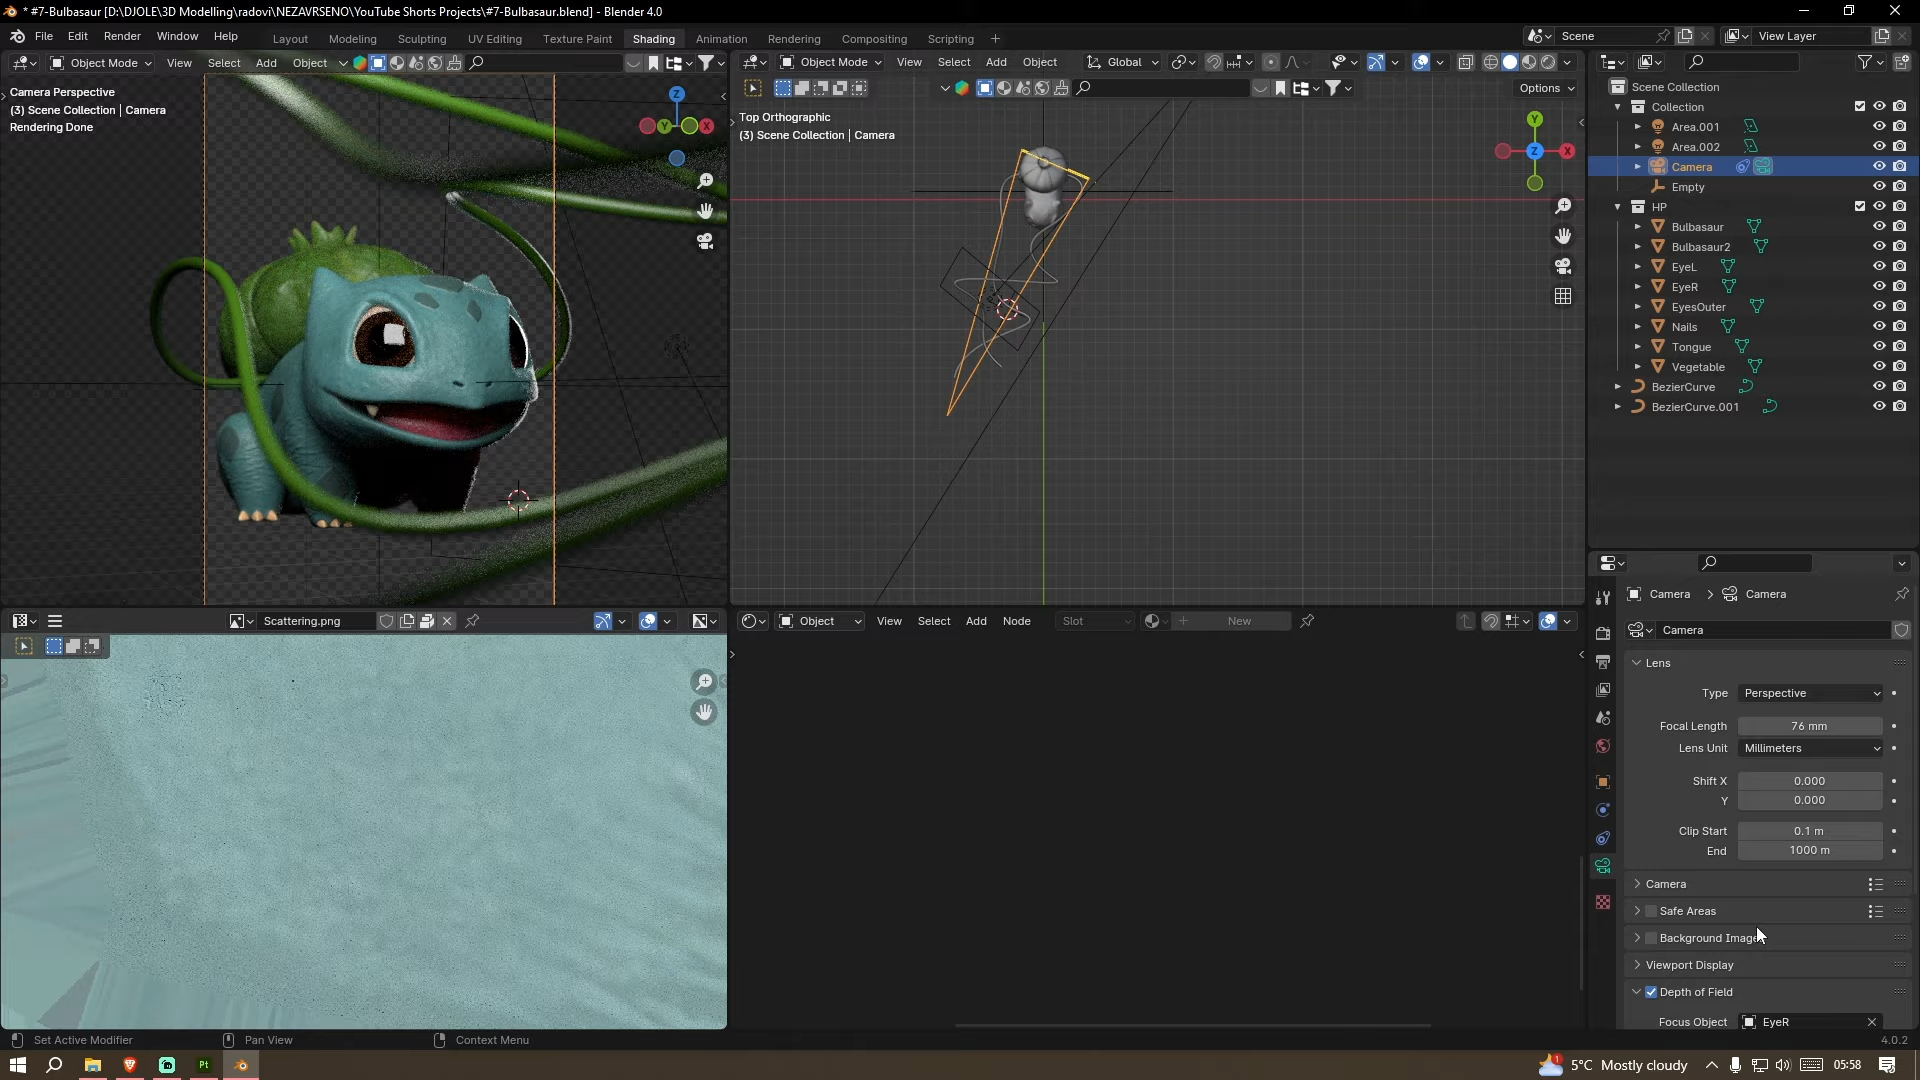 * #7-Bulbasaur [D:\DJOLE\3D Modelling\radovi\NEZAVRSENO\YouTube Shorts Projects\#7-Bulbasaur.blend] - Blender 4.0
File Edit Render Window Help Layout Modeling Sculpting UV Editing Texture Paint Shading Animation Rendering Compositing Scripting + Scene View Layer
Object Mode View Select Add Object
Camera Perspective
(3) Scene Collection | Camera
Rendering Done
Z
Y
X
Object Mode View Select Add Object Global
Options
Top Orthographic
(3) Scene Collection | Camera
Y
Z
X
Scene Collection
Collection
Area.001
Area.002
Camera
Empty
HP
Bulbasaur
Bulbasaur2
EyeL
EyeR
EyesOuter
Nails
Tongue
Vegetable
BezierCurve
BezierCurve.001
Scattering.png
Object View Select Add Node Slot New
Camera > Camera
Camera
Lens
Type Perspective
Focal Length 76 mm
Lens Unit Millimeters
Shift X 0.000
Y 0.000
Clip Start 0.1 m
End 1000 m
Camera
Safe Areas
Background Image
Viewport Display
Depth of Field
Focus Object EyeR
Set Active Modifier Pan View Context Menu 4.0.2
Pt 1 5°C Mostly cloudy 05:58